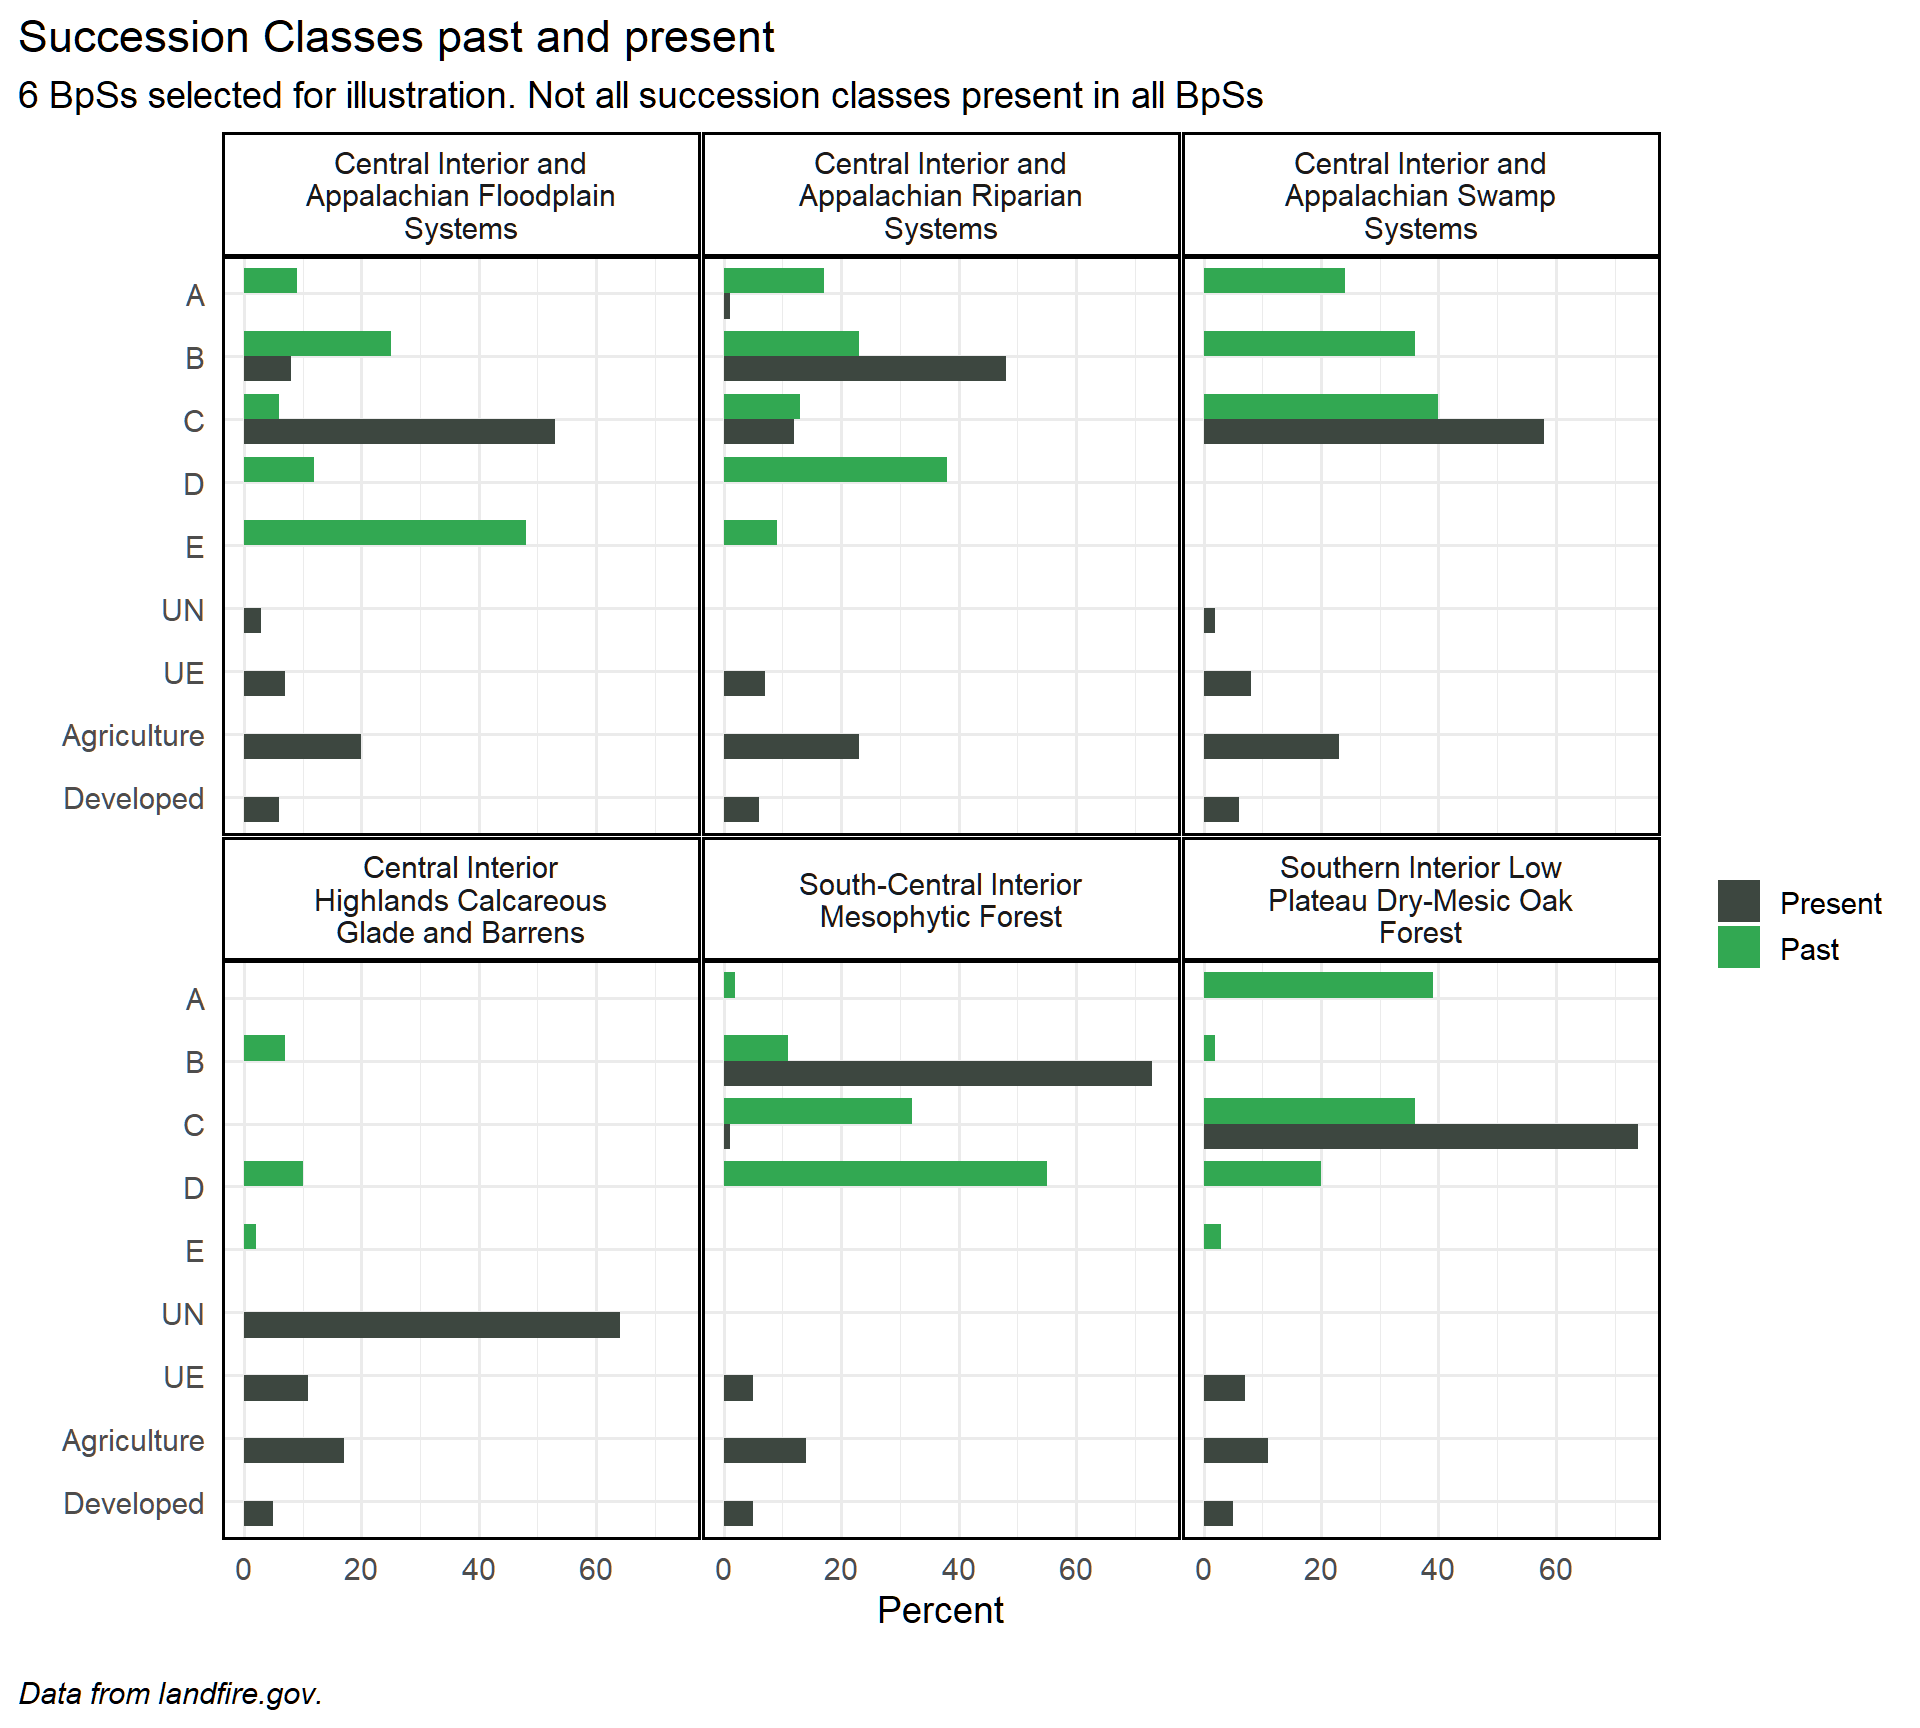 Succession Classes past and present
6 BpSs selected for illustration. Not all succession classes present in all BpSs
Central Interior and
Appalachian Floodplain
Systems
Central Interior and
Appalachian Riparian
Systems
Central Interior and
Appalachian Swamp
Systems
A
B
C
D
E
UN
UE
Agriculture
Developed
Central Interior
Highlands Calcareous
Glade and Barrens
South-Central Interior
Mesophytic Forest
Southern Interior Low
Plateau Dry-Mesic Oak
Forest
A
B
C
D
E
UN
UE
Agriculture
Developed
0 20 40 60
0 20 40 60
0 20 40 60
Percent
Present
Past
Data from landfire.gov.